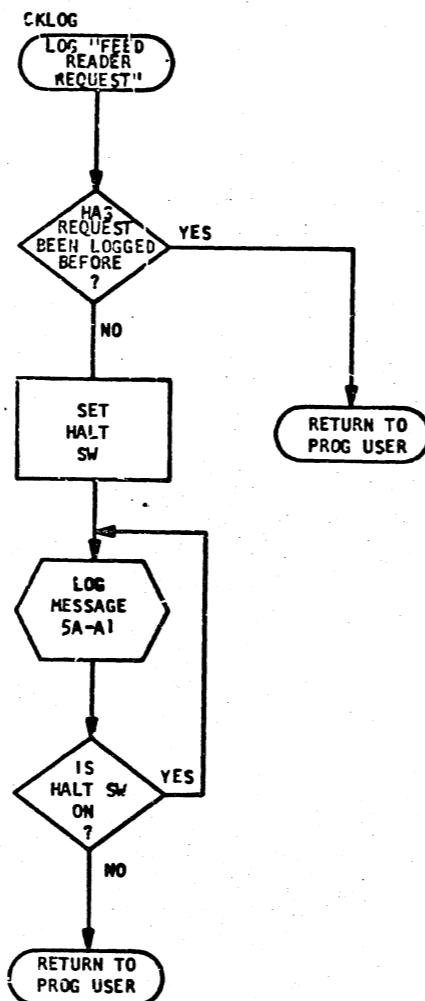 CKLOG
LOG "FEED
READER
REQUEST"
HAS
REQUEST
BEEN LOGGED
BEFORE
?
YES
NO
SET
HALT
SW
RETURN TO
PROG USER
LOG
MESSAGE
5A-A1
IS
HALT SW
ON
?
YES
NO
RETURN TO
PROG USER